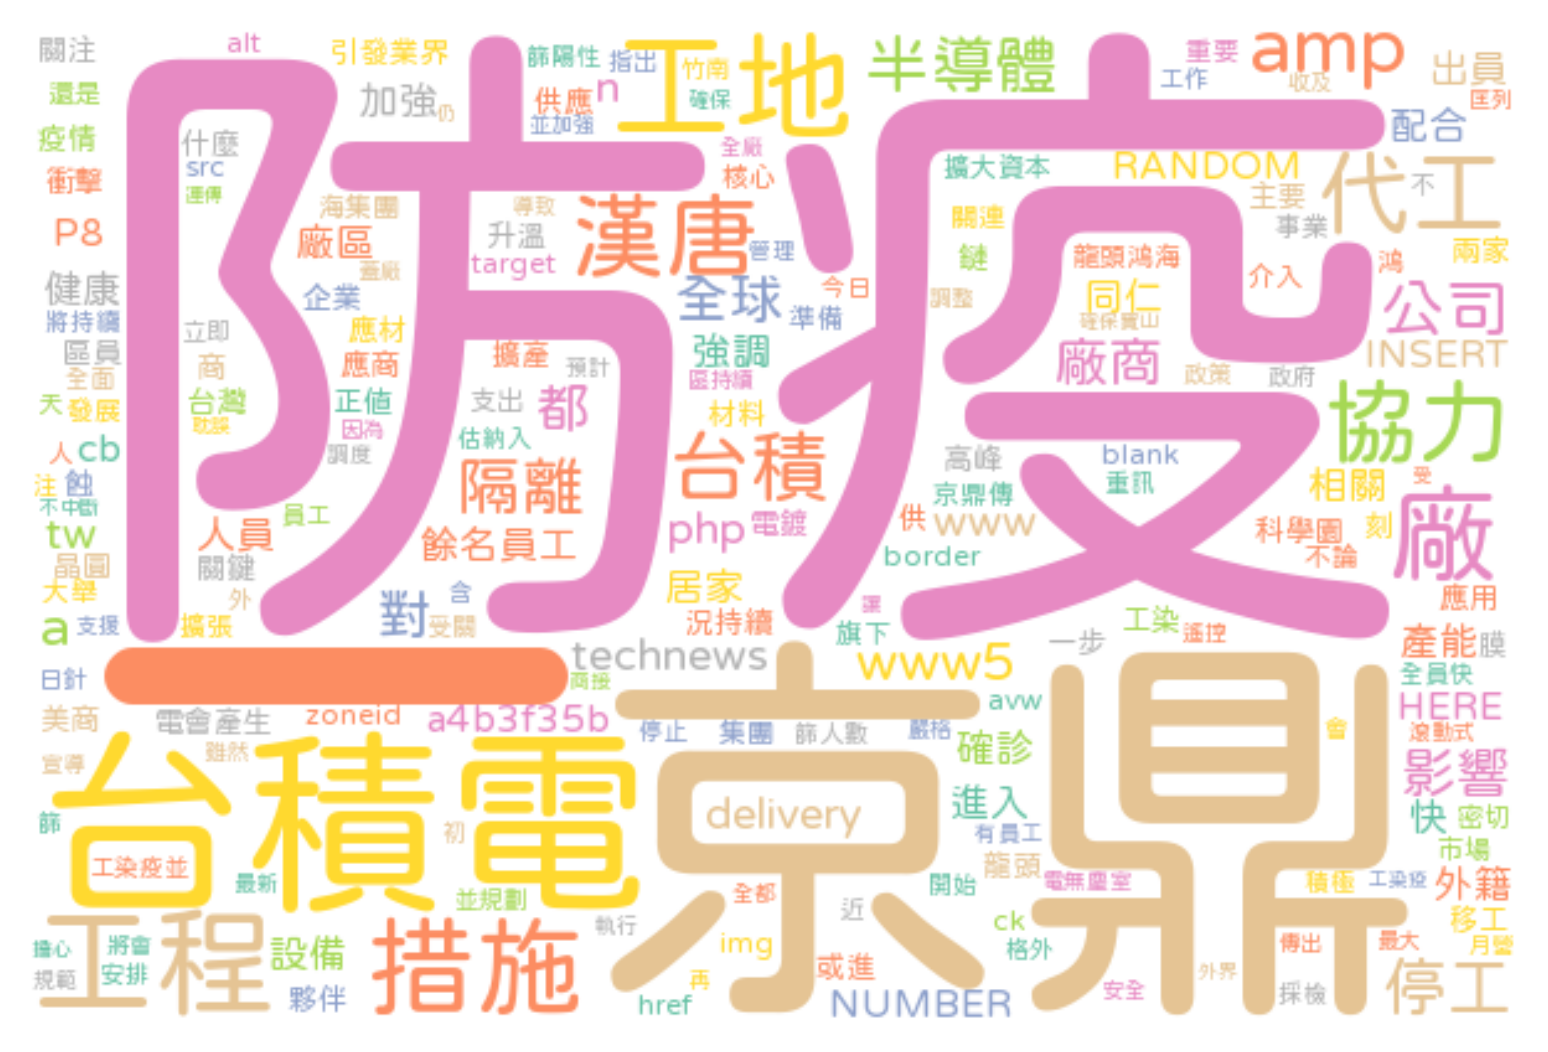 關注
alt
引發業界
篩陽性
指出
工地
竹南
確保
半導體
重要
工作
amp
收及
出員
匡列
還是
加強
仍
供應
n
並加強
疫情
什麼
src
防疫
全廠
核心
擴大資本
RANDOM
配合
衝擊
運傳
海集團
導致
漢唐
管理
主要
代工
不
P8
廠區
升溫
target
關連
事業
兩家
蓋廠
鏈
龍頭鴻海
介入
鴻
健康
企業
全球
今日
準備
調整
同仁
確保寶山
公司
將持續
立即
應材
區員
商
應商
擴產
預計
強調
區持續
廠商
政策
政府
INSERT
全面
天
發展
台灣
耽誤
正値
因為
支出
都
材料
協力
人
cb
調度
估納入
台積
高峰
blank
重訊
相關
受
注
蝕
不中斷
隔離
京鼎傳
tw
員工
人員
餘名員工
php
電鍍
供
www
科學園
刻
廠
晶圓
關鍵
border
不論
大舉
外
對
含
居家
應用
a
支援
擴張
受關
況持續
讓
旗下
工染
遙控
一步
產能
膜
一
technews
www5
日針
商接
全員快
美商
電會產生
zoneid
a4b3f35b
avw
HERE
停止
集團
篩人數
嚴格
確診
會
滾動式
宣導
雖然
台積電
京鼎
影響
篩
初
delivery
進入
有員工
快
密切
工染疫並
最新
龍頭
市場
並規劃
全都
開始
電無塵室
積極
工染疫
外籍
工程
措施
執行
近
ck
移工
擔心
將會
設備
img
格外
傳出
最大
月營
規範
安排
夥伴
再
或進
外界
href
NUMBER
安全
採檢
停工